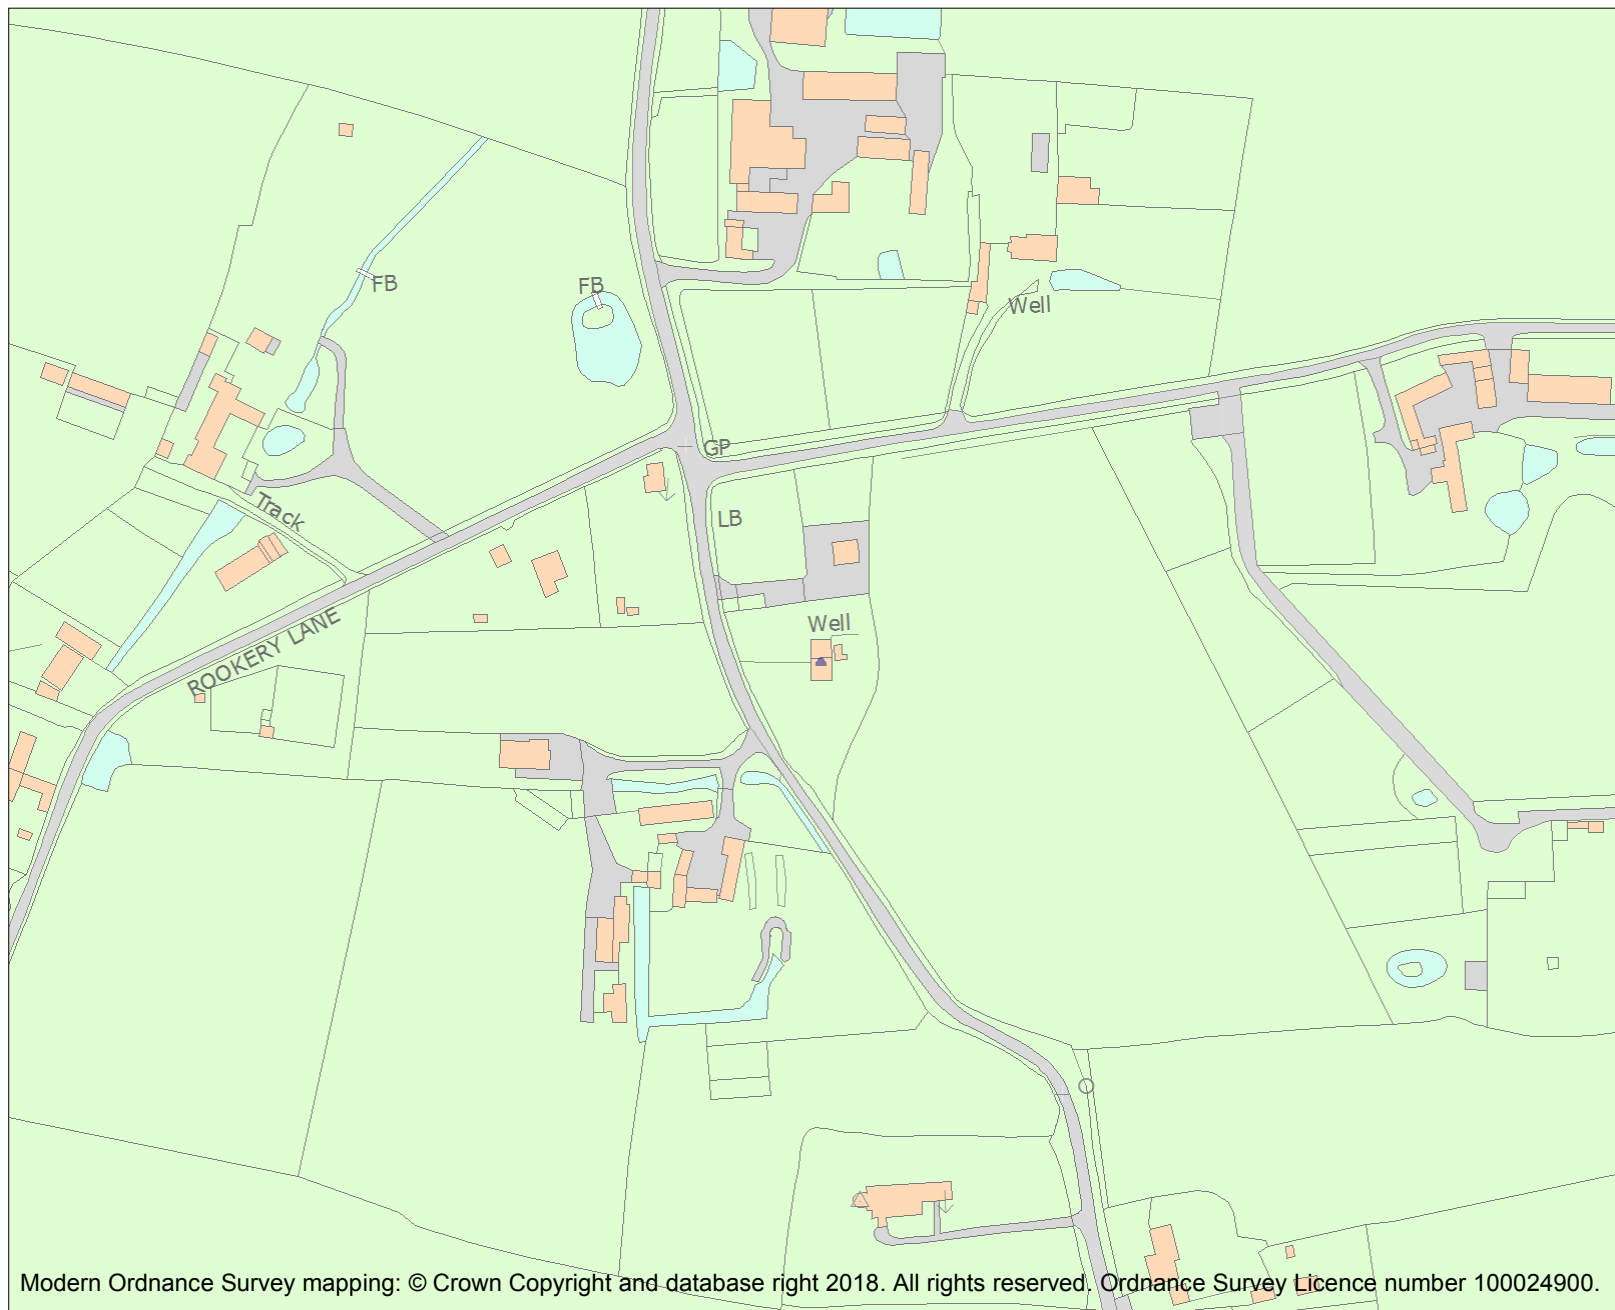 FB
FB
Well
GP
Track
LB
ROOKERY LANE
Well
Modern Ordnance Survey mapping: © Crown Copyright and database right 2018. All rights reserved. Ordnance Survey Licence number 100024900.